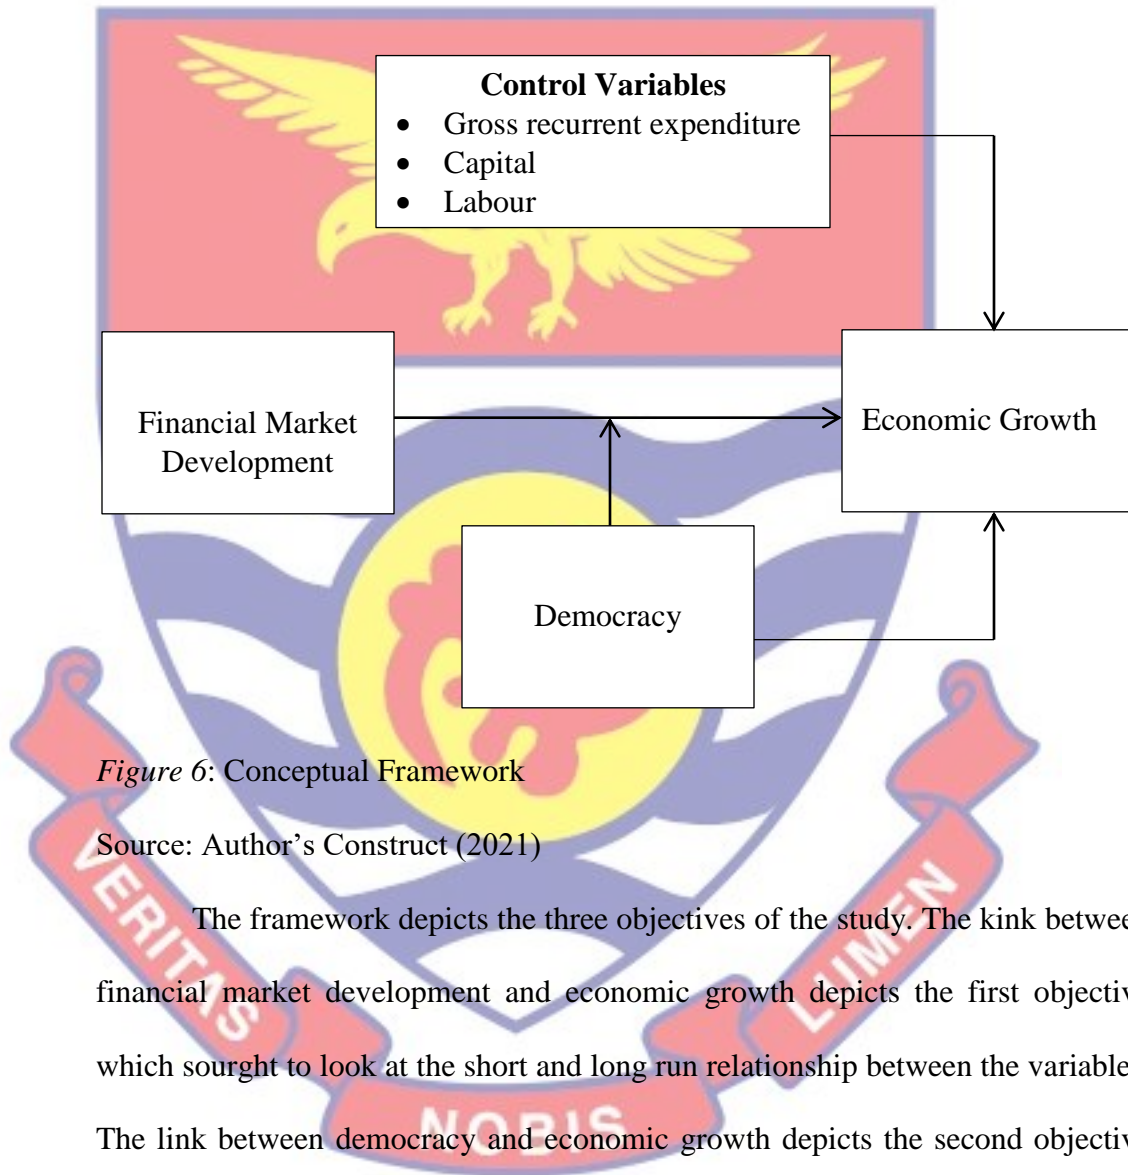 Control Variables
• Gross recurrent expenditure
• Capital
• Labour
Financial Market
Development
Economic Growth
Democracy
Figure 6: Conceptual Framework
Source: Author’s Construct (2021)
The framework depicts the three objectives of the study. The kink betwee
financial market development and economic growth depicts the first objectiv
which sourght to look at the short and long run relationship between the variable
The link between democracy and economic growth depicts the second objectiv
VERITAS
NOBIS
LUMEN